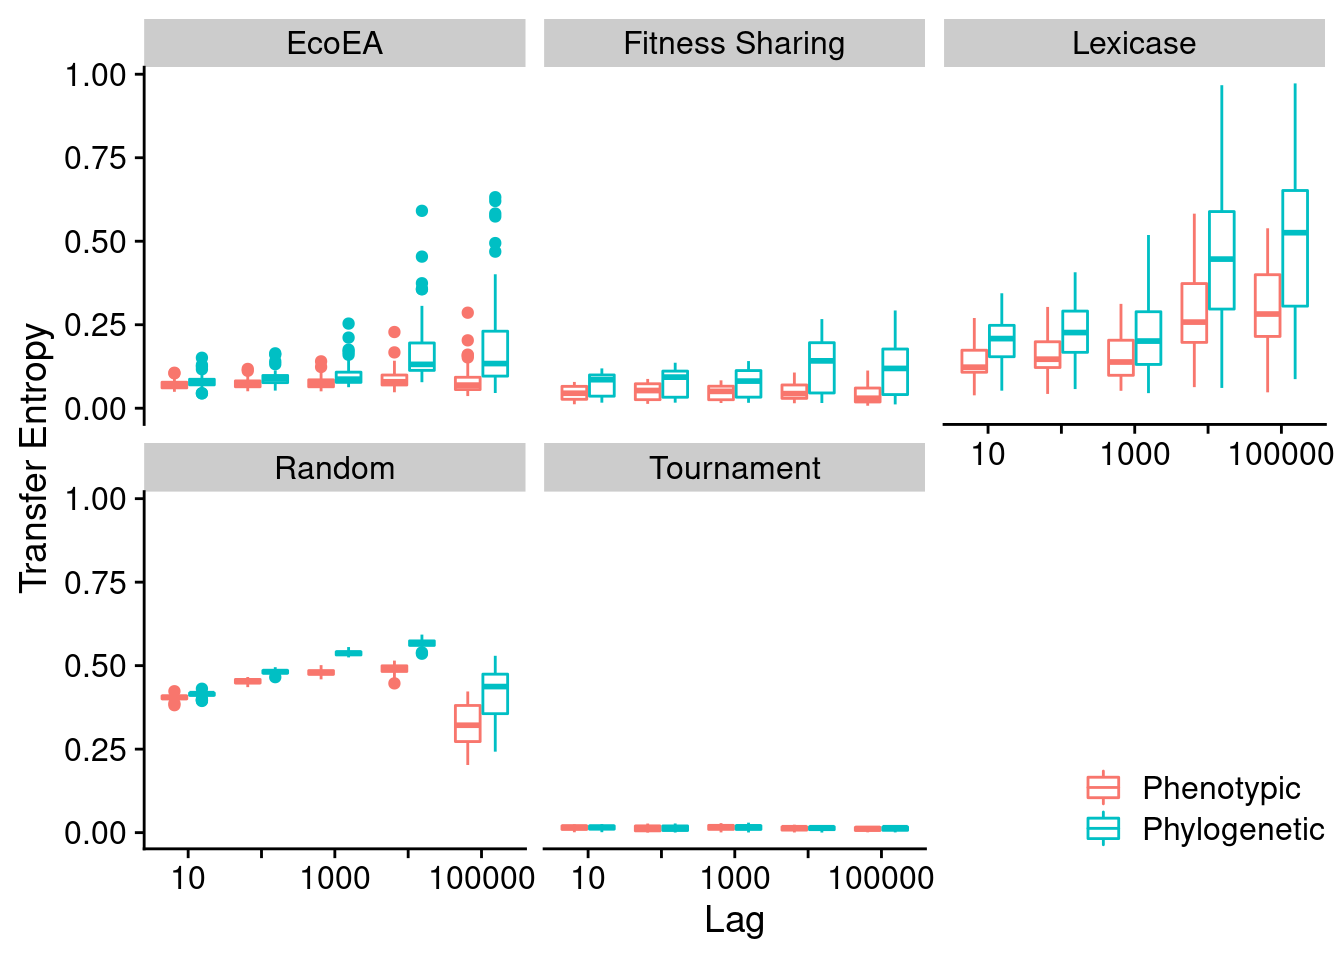 EcoEA
Fitness Sharing
Lexicase
1.00
0.75
0.50
0.25
0.00
10 1000 100000
Transfer Entropy
Random
Tournament
1.00
0.75
0.50
0.25
0.00
Phenotypic
Phylogenetic
10 1000 100000
10 1000 100000
Lag